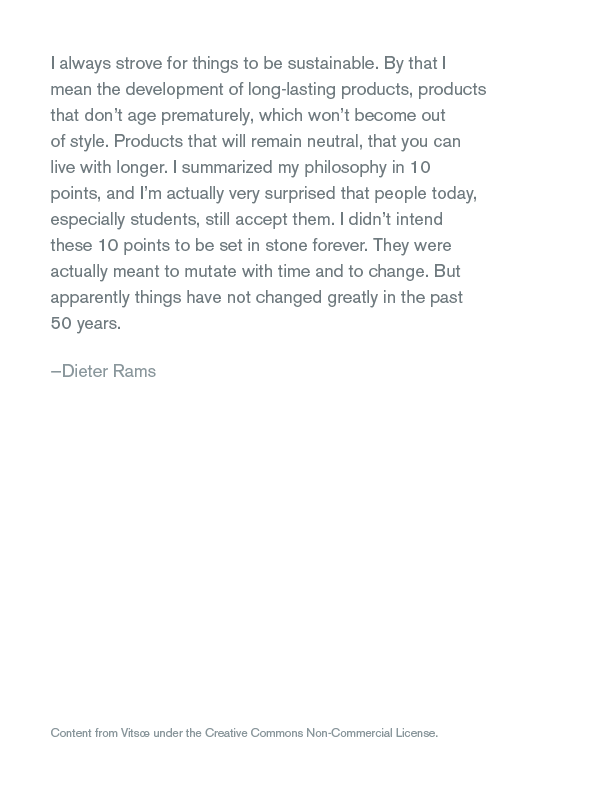 I always strove for things to be sustainable. By that I
mean the development of long-lasting products, products
that don’t age prematurely, which won’t become out
of style. Products that will remain neutral, that you can
live with longer. I summarized my philosophy in 10
points, and I’m actually very surprised that people today,
especially students, still accept them. I didn’t intend
these 10 points to be set in stone forever. They were
actually meant to mutate with time and to change. But
apparently things have not changed greatly in the past
50 years.
—Dieter Rams
Content from Vitsœ under the Creative Commons Non-Commercial License.